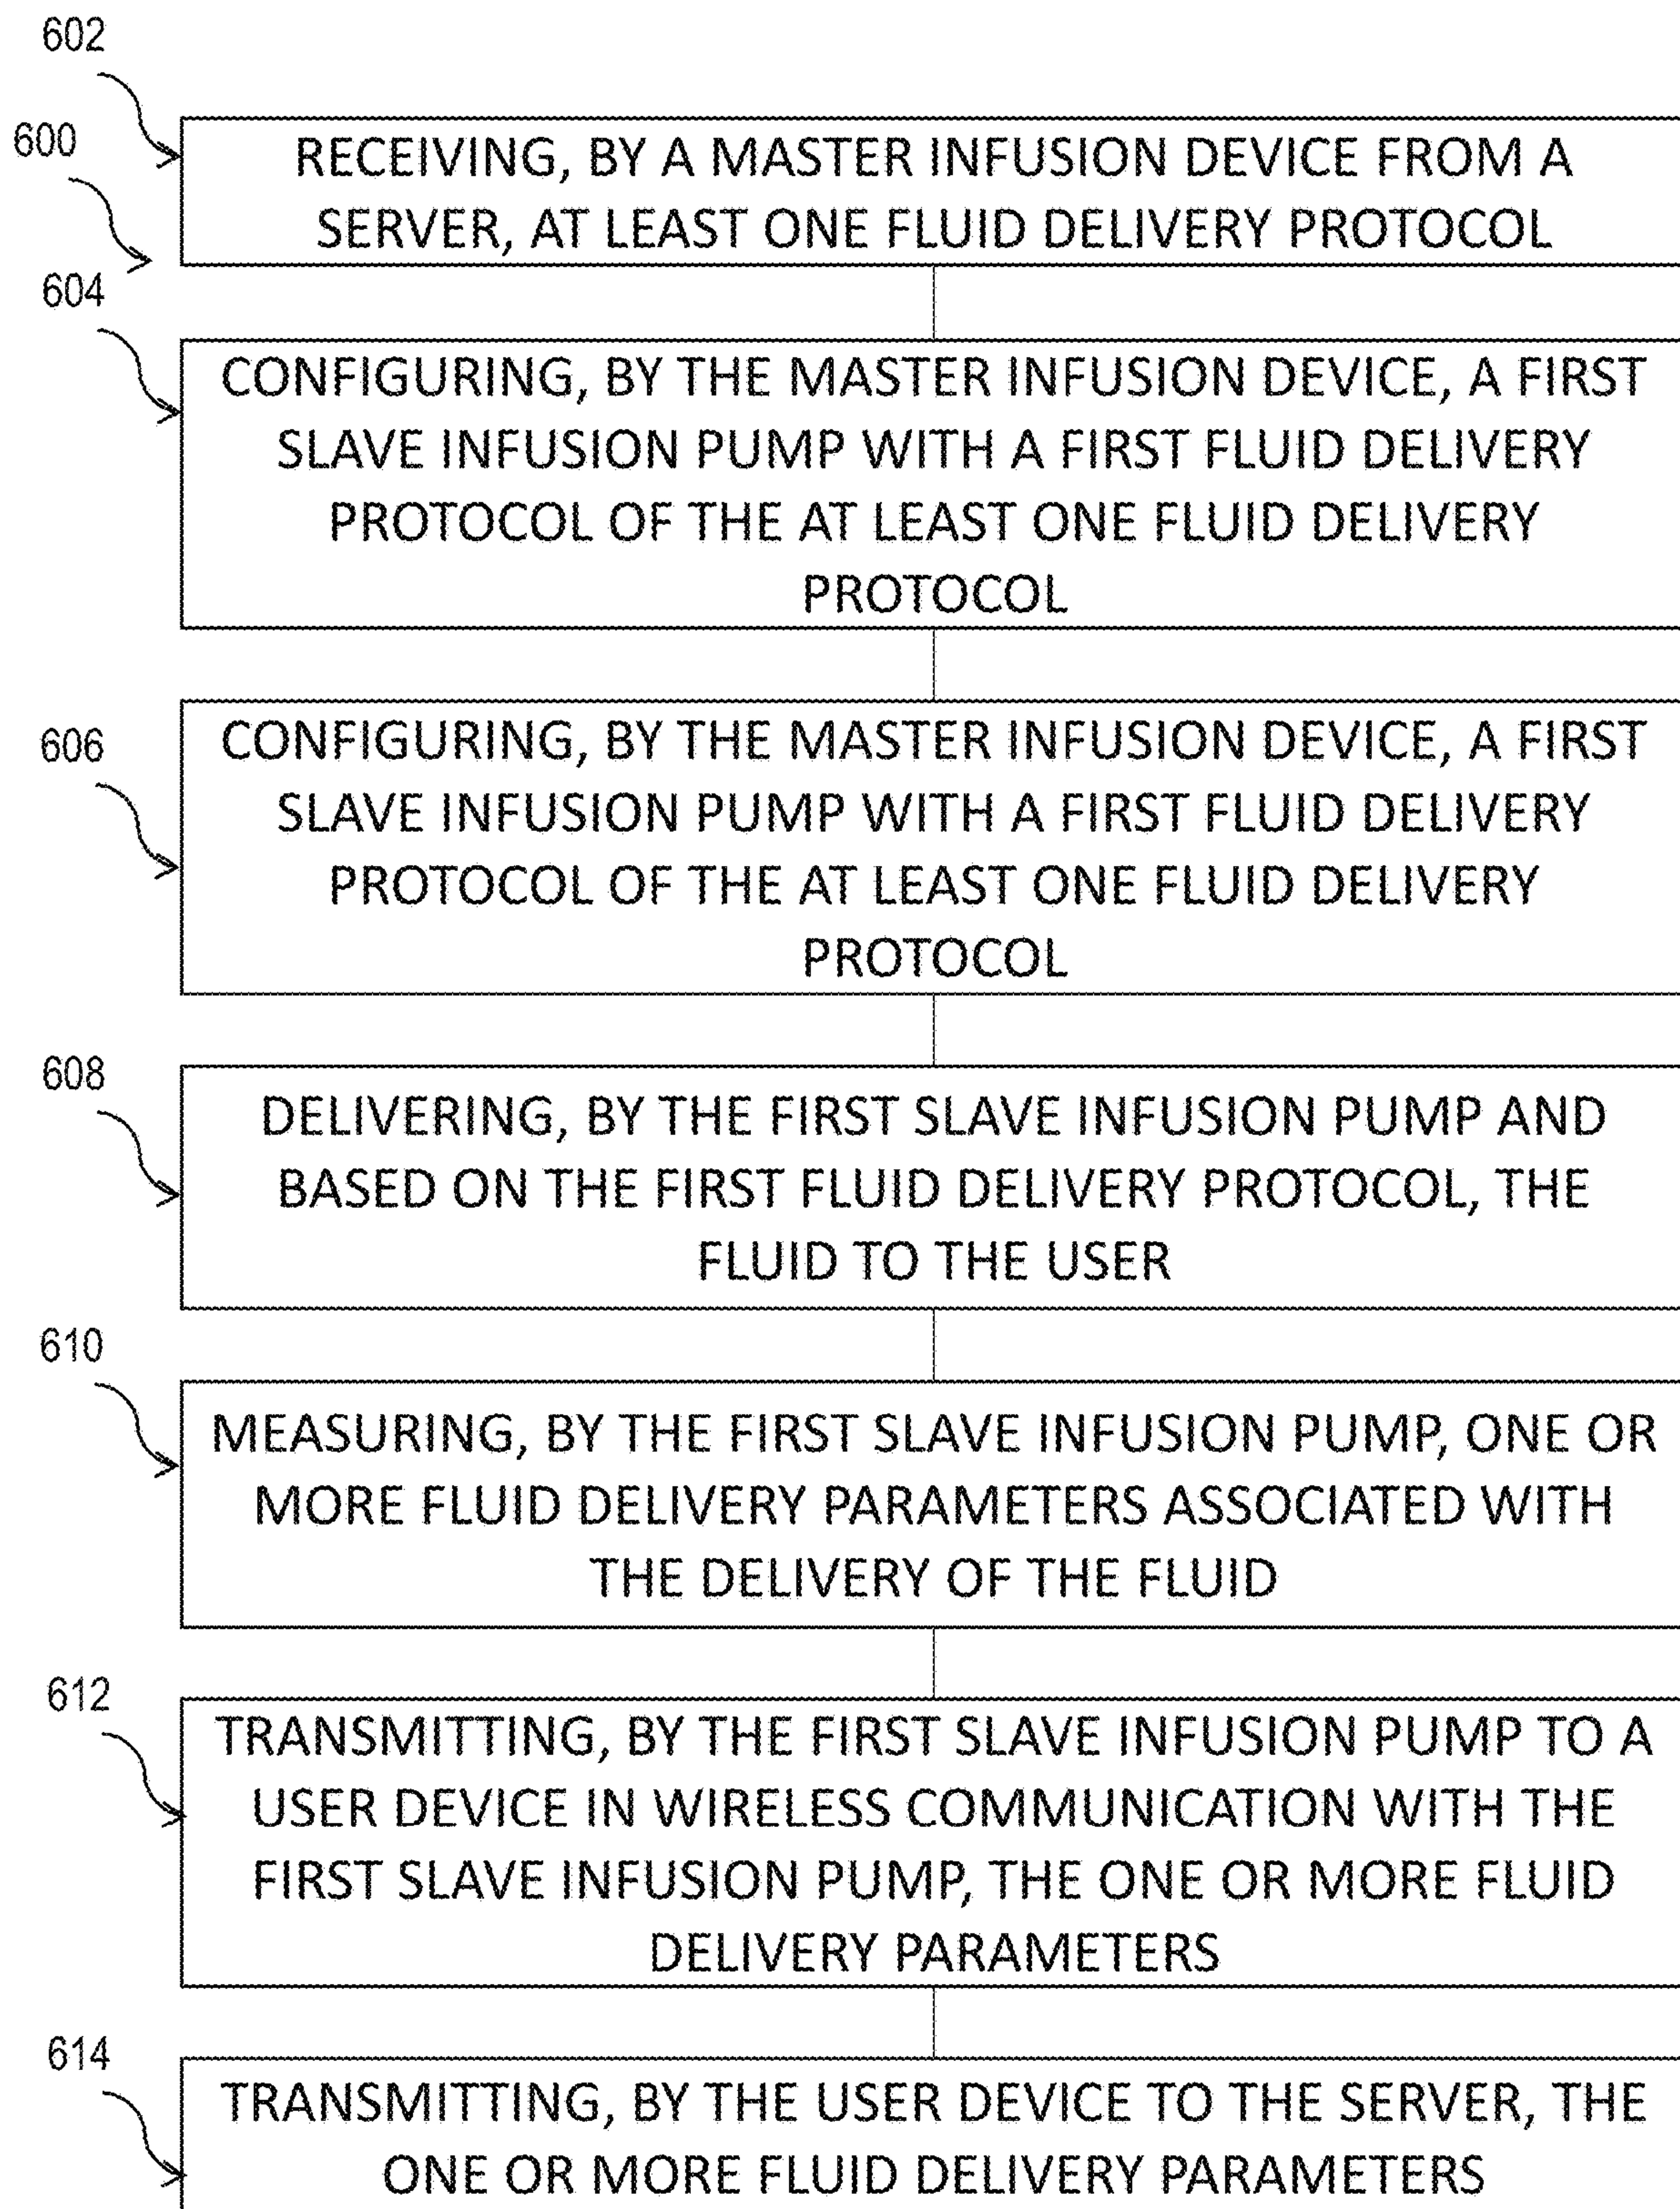 602
600
RECEIVING, BY A MASTER INFUSION DEVICE FROM A
SERVER, AT LEAST ONE FLUID DELIVERY PROTOCOL
604
CONFIGURING, BY THE MASTER INFUSION DEVICE, A FIRST
SLAVE INFUSION PUMP WITH A FIRST FLUID DELIVERY
PROTOCOL OF THE AT LEAST ONE FLUID DELIVERY
PROTOCOL
606
CONFIGURING, BY THE MASTER INFUSION DEVICE, A FIRST
SLAVE INFUSION PUMP WITH A FIRST FLUID DELIVERY
PROTOCOL OF THE AT LEAST ONE FLUID DELIVERY
PROTOCOL
608
DELIVERING, BY THE FIRST SLAVE INFUSION PUMP AND
BASED ON THE FIRST FLUID DELIVERY PROTOCOL, THE
FLUID TO THE USER
610
MEASURING, BY THE FIRST SLAVE INFUSION PUMP, ONE OR
MORE FLUID DELIVERY PARAMETERS ASSOCIATED WITH
THE DELIVERY OF THE FLUID
612
TRANSMITTING, BY THE FIRST SLAVE INFUSION PUMP TO A
USER DEVICE IN WIRELESS COMMUNICATION WITH THE
FIRST SLAVE INFUSION PUMP, THE ONE OR MORE FLUID
DELIVERY PARAMETERS
614
TRANSMITTING, BY THE USER DEVICE TO THE SERVER, THE
ONE OR MORE FLUID DELIVERY PARAMETERS